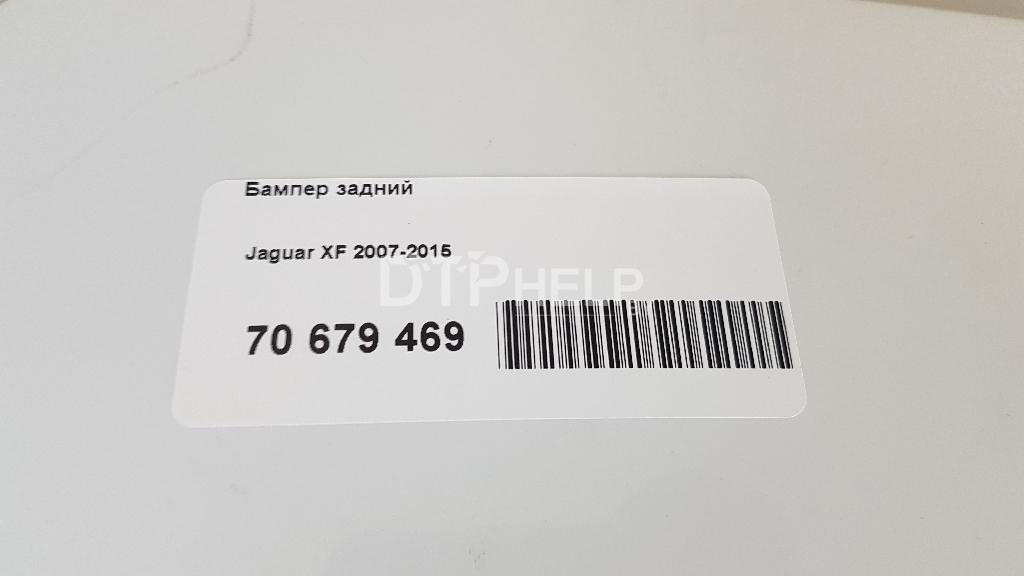 Бампер задний
Jaguar XF 2007-2015
DTPHELP
70 679 469